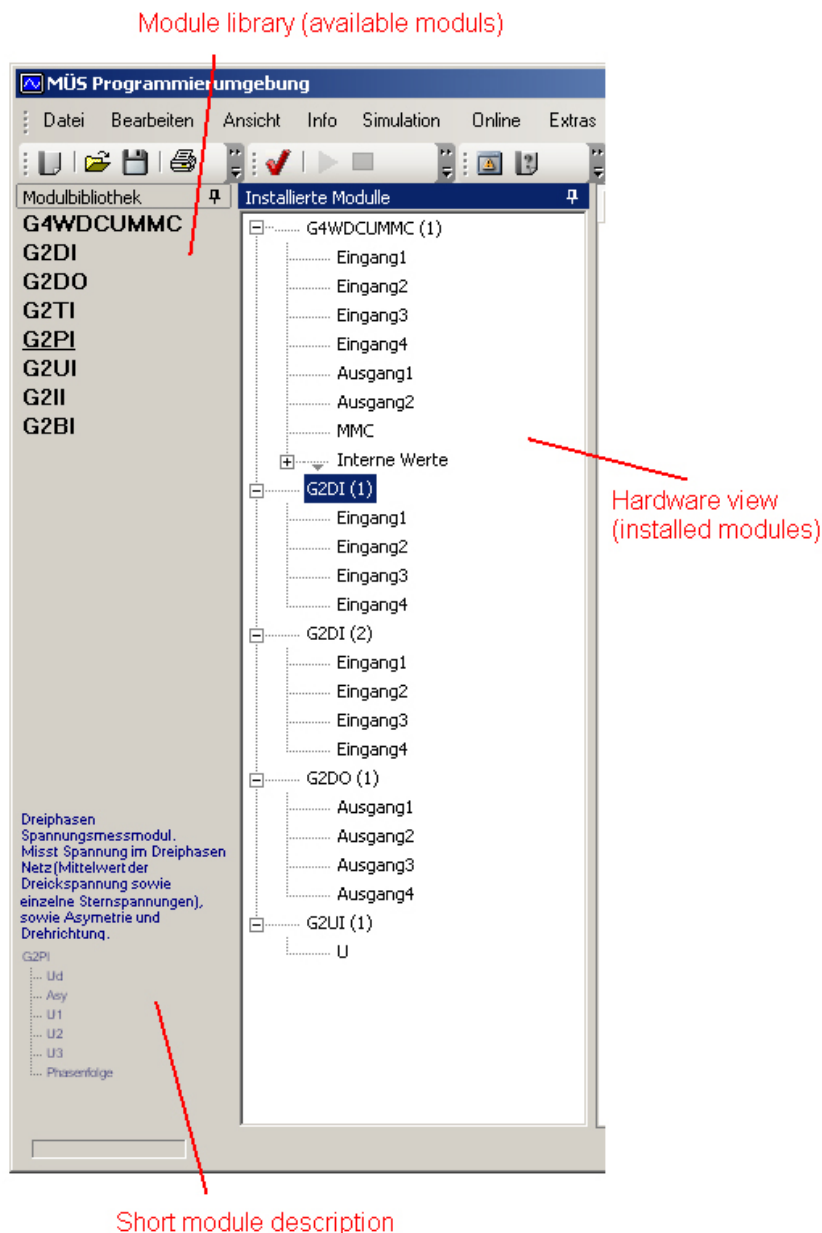 Module library (available moduls)
MÜS Programmierumgebung
Datei Bearbeiten Ansicht Info Simulation Online Extras
Modulbibliothek
G4WDCUMMC
G2DI
G2DO
G2TI
G2PI
G2UI
G2II
G2BI
Installierte Modulle
G4WDCUMMC (1)
Eingang1
Eingang2
Eingang3
Eingang4
Ausgang1
Ausgang2
MMC
Interne Werte
G2DI (1)
Eingang1
Eingang2
Eingang3
Eingang4
G2DI (2)
Eingang1
Eingang2
Eingang3
Eingang4
G2DO (1)
Ausgang1
Ausgang2
Ausgang3
Ausgang4
G2UI (1)
U
Hardware view
(installed modules)
Dreiphasen
Spannungsmessmodul.
Misst Spannung im Dreiphasen
Netz(Mittelwert der
Dreickspannung sowie
einzelne Sternspannungen),
sowie Asymetrie und
Drehrichtung.
G2PI
Ud
Asy
U1
U2
U3
Phasenfolge
Short module description